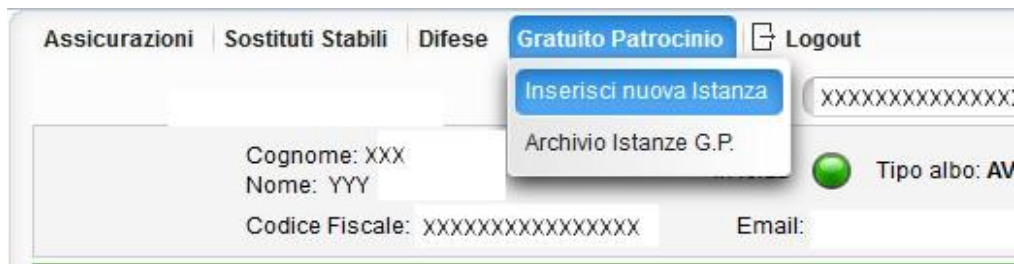 Assicurazioni Sostituti Stabili Difese Gratuito Patrocinio Logout
Inserisci nuova Istanza XXXXXXXXXXXXXX
Archivio Istanze G.P.
Cognome: XXX
Nome: YYY
Tipo albo: AV
Codice Fiscale: XXXXXXXXXXXXXXXX Email: